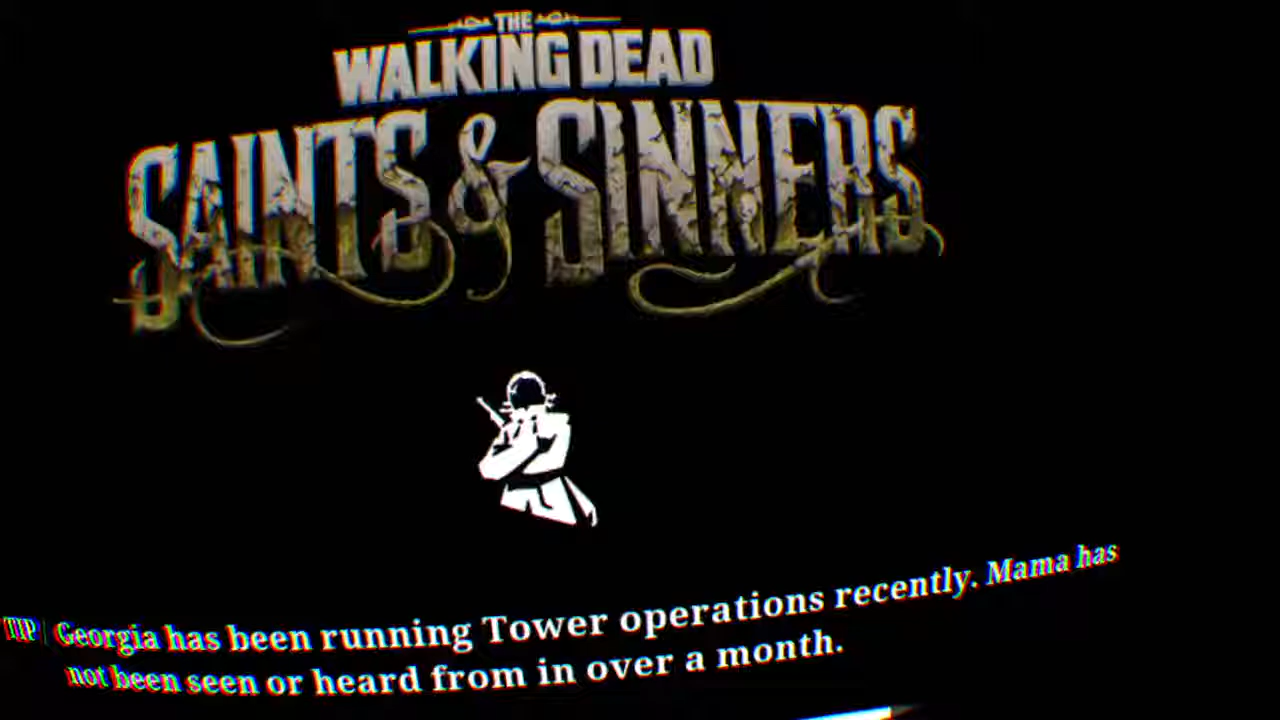 THE
WALKING DEAD
SAINTS & SINNERS
TIP | Georgia has been running Tower operations recently. Mama has
not been seen or heard from in over a month.